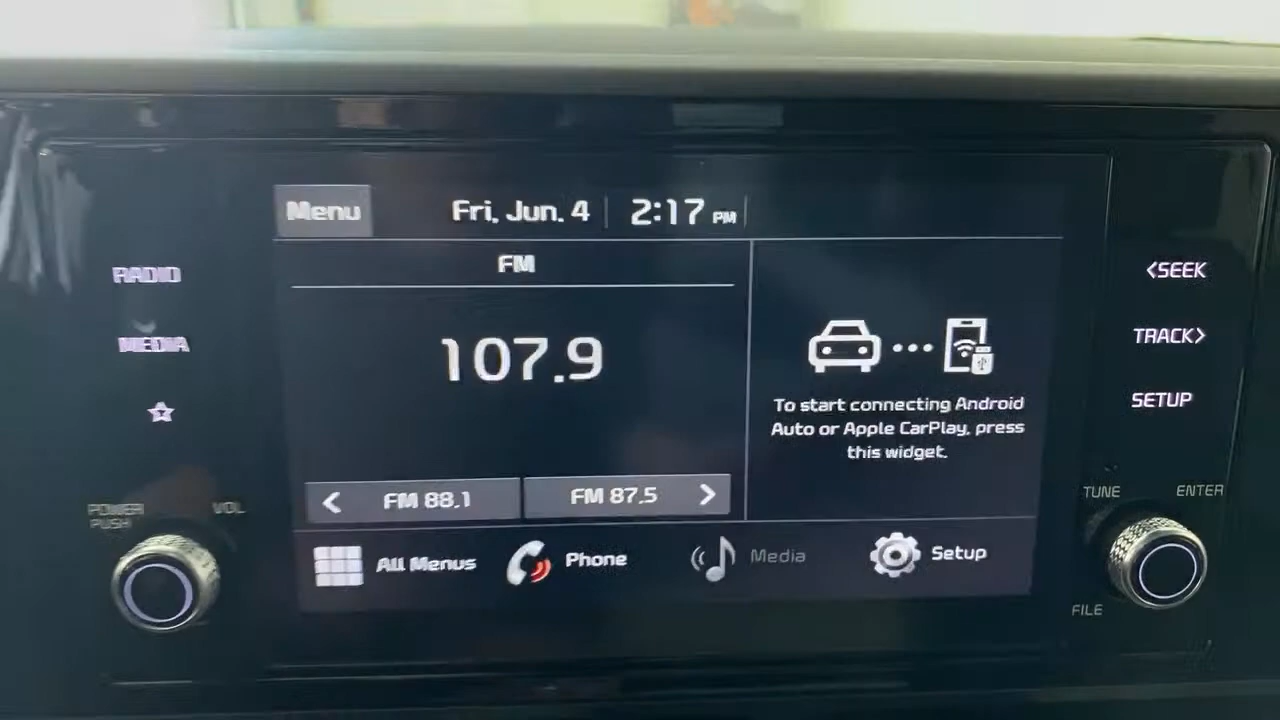 Menu
Fri, Jun. 4
2:17 PM
RADIO
MEDIA
FM
107.9
FM 88.1
FM 87.5
To start connecting Android
Auto or Apple CarPlay, press
this widget.
All Menus
Phone
Media
Setup
<SEEK
TRACK>
SETUP
POWER
PUSH
VOL
TUNE
ENTER
FILE